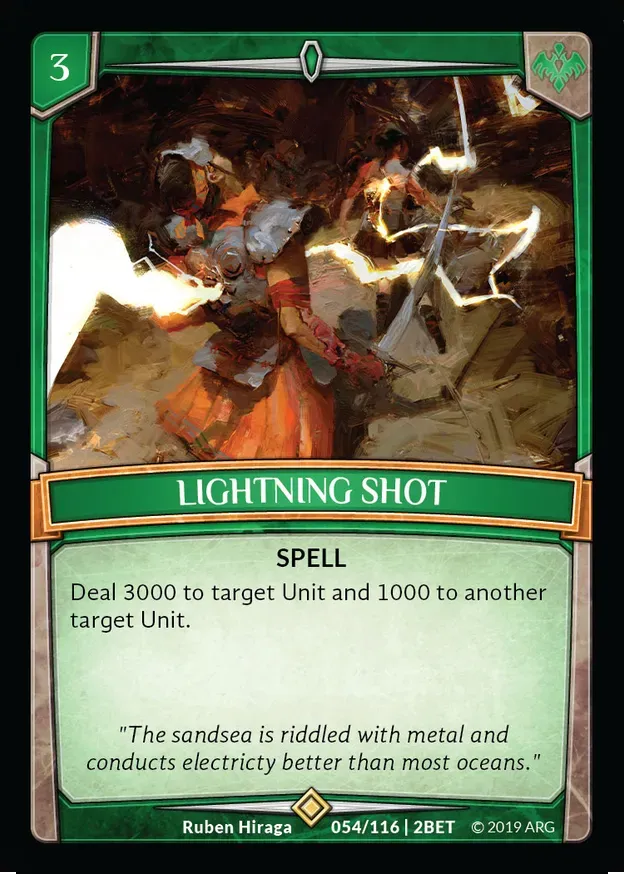 3
LIGHTNING SHOT
SPELL
Deal 3000 to target Unit and 1000 to another
target Unit.
"The sandsea is riddled with metal and
conducts electricty better than most oceans."
Ruben Hiraga 054/116 | 2BET © 2019 ARG